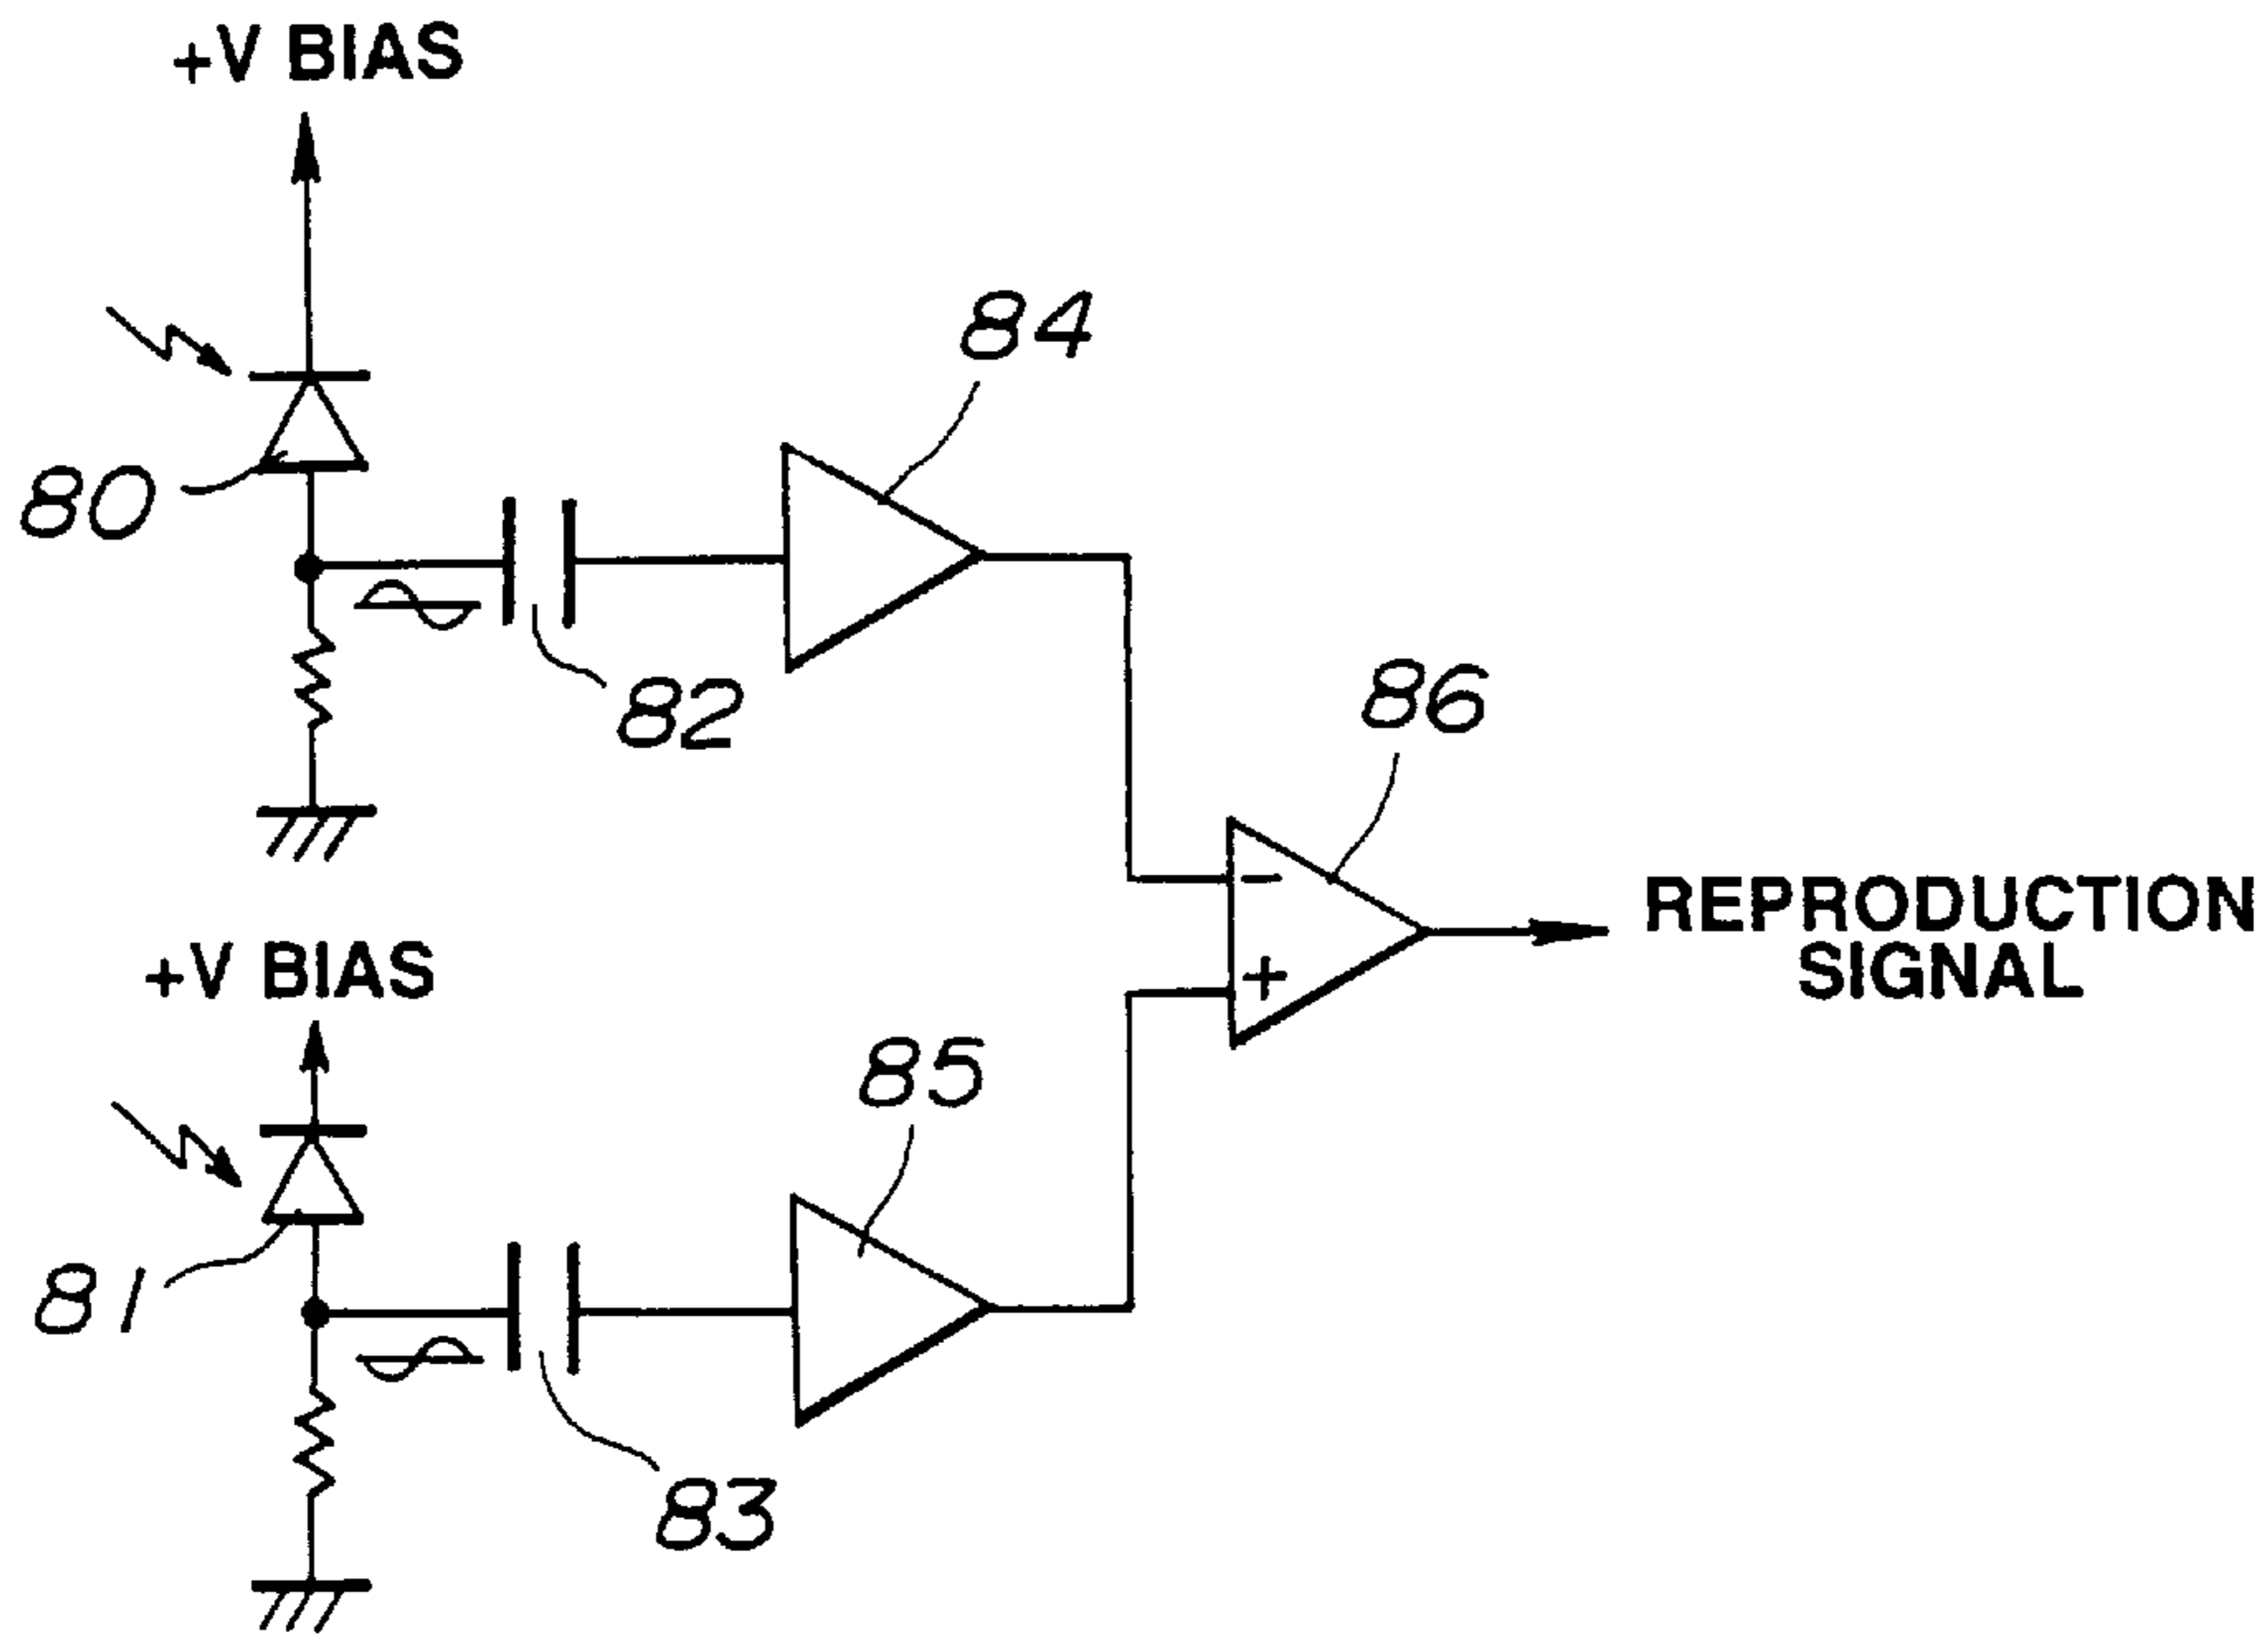 +V BIAS
84
80
82
86
REPRODUCTION
SIGNAL
−
+
+V BIAS
85
81
83